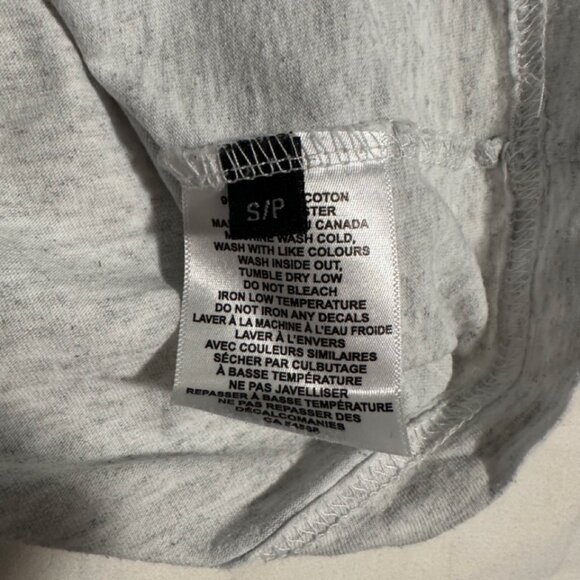 S/P
COTON
MACHINE WASH COLD,
WASH WITH LIKE COLOURS
WASH INSIDE OUT,
TUMBLE DRY LOW
DO NOT BLEACH
IRON LOW TEMPERATURE
DO NOT IRON ANY DECALS
LAVER À LA MACHINE À L'EAU FROIDE
LAVER À L'ENVERS
AVEC COULEURS SIMILAIRES
SÉCHER PAR CULBUTAGE
À BASSE TEMPÉRATURE
NE PAS JAVELLISER
REPASSER À BASSE TEMPÉRATURE
NE PAS REPASSER DES
DÉCALCOMANIES